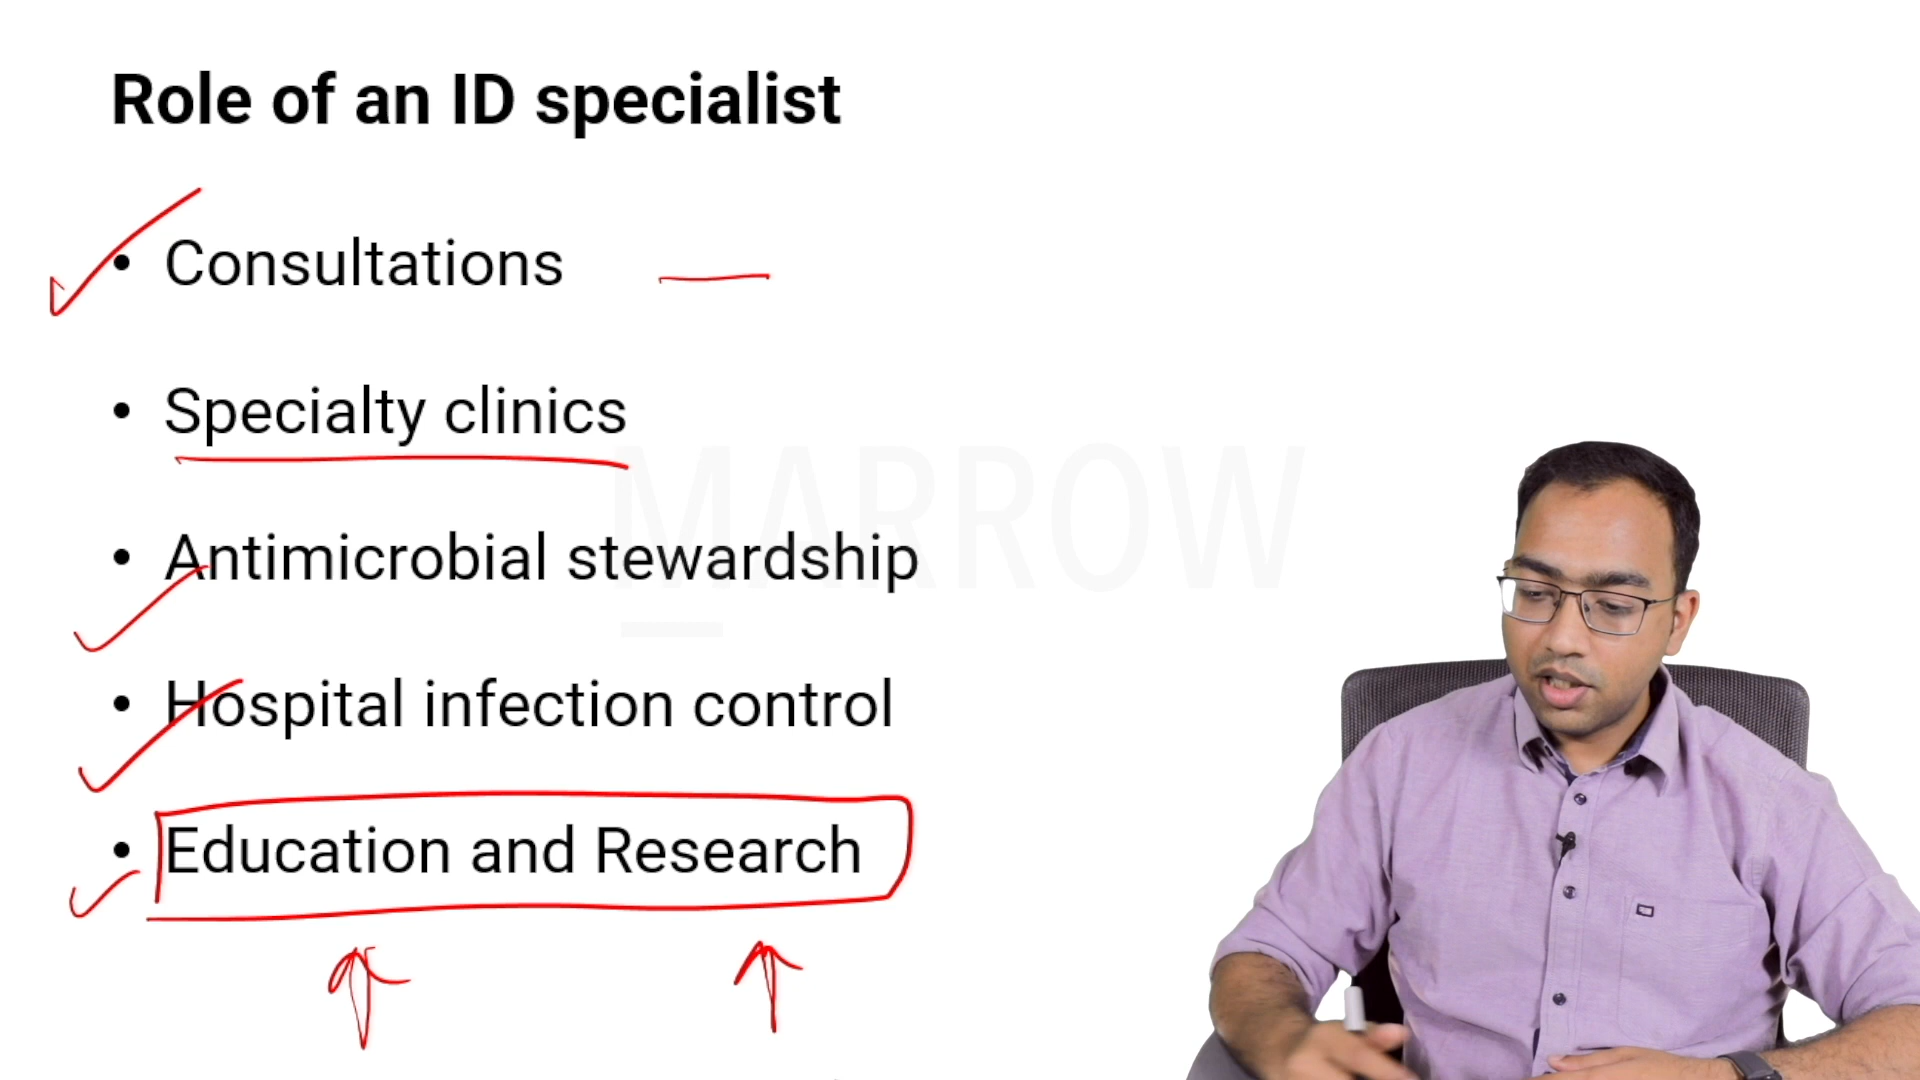 Role of an ID specialist
• Consultations
• Specialty clinics
• Antimicrobial stewardship
• Hospital infection control
• Education and Research
MARROW